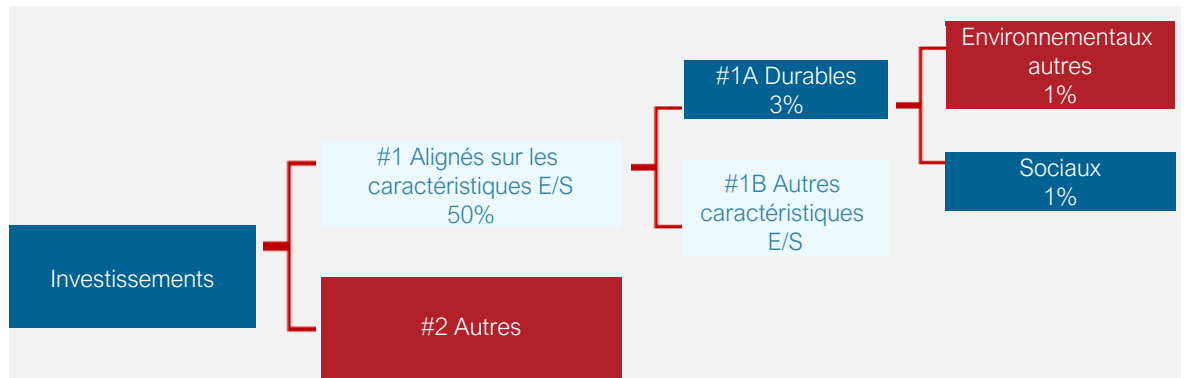 Investissements
#1 Alignés sur les
caractéristiques E/S
50%
#2 Autres
#1A Durables
3%
#1B Autres
caractéristiques
E/S
Environnementaux
autres
1%
Sociaux
1%